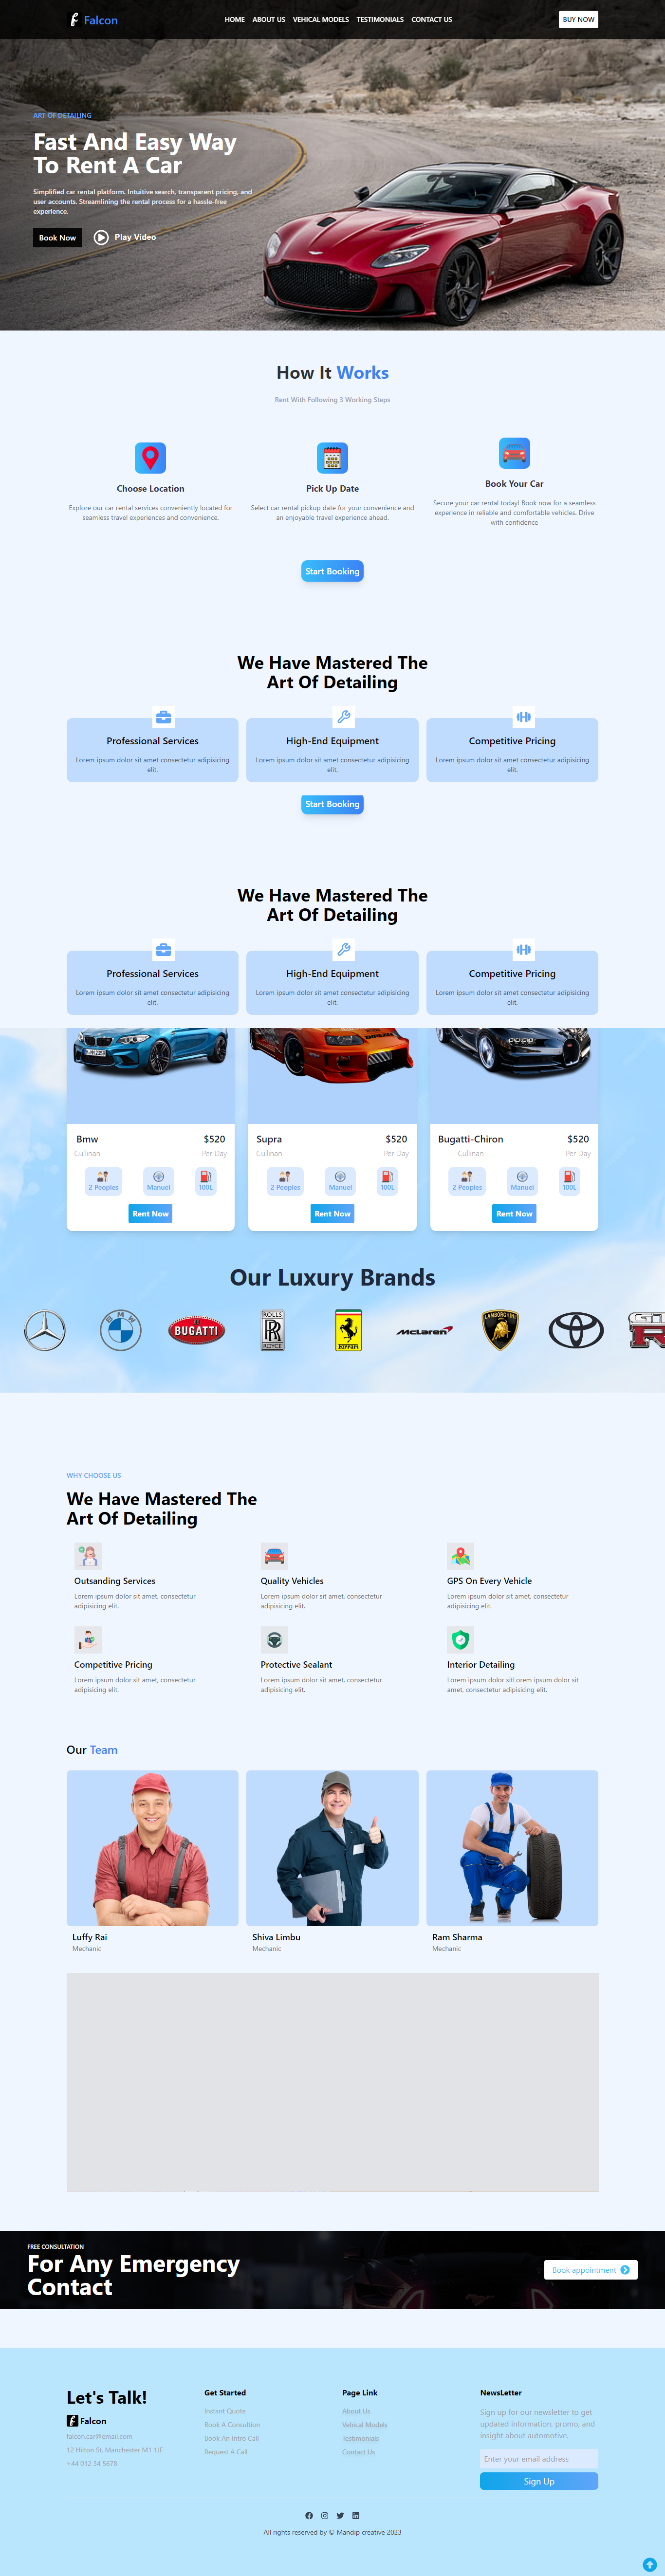 Falcon
HOME ABOUT US VEHICAL MODELS TESTIMONIALS CONTACT US
BUY NOW
ART OF DETAILING
Fast And Easy Way
To Rent A Car
Simplified car rental platform. Intuitive search, transparent pricing, and
user accounts. Streamlining the rental process for a hassle-free
experience.
Book Now
Play Video
How It Works
Rent With Following 3 Working Steps
Choose Location
Explore our car rental services conveniently located for
seamless travel experiences and convenience.
Pick Up Date
Select car rental pickup date for your convenience and
an enjoyable travel experience ahead.
Book Your Car
Secure your car rental today! Book now for a seamless
experience in reliable and comfortable vehicles. Drive
with confidence
Start Booking
We Have Mastered The
Art Of Detailing
Professional Services
Lorem ipsum dolor sit amet consectetur adipisicing
elit.
High-End Equipment
Lorem ipsum dolor sit amet consectetur adipisicing
elit.
Competitive Pricing
Lorem ipsum dolor sit amet consectetur adipisicing
elit.
Start Booking
We Have Mastered The
Art Of Detailing
Professional Services
Lorem ipsum dolor sit amet consectetur adipisicing
elit.
High-End Equipment
Lorem ipsum dolor sit amet consectetur adipisicing
elit.
Competitive Pricing
Lorem ipsum dolor sit amet consectetur adipisicing
elit.
Bmw $520
Cullinan Per Day
2 Peoples Manuel 100L
Rent Now
Supra $520
Cullinan Per Day
2 Peoples Manuel 100L
Rent Now
Bugatti-Chiron $520
Cullinan Per Day
2 Peoples Manuel 100L
Rent Now
Our Luxury Brands
BMW
BUGATTI
ROLLS
RR
ROYCE
Ferrari
McLaren
LAMBORGHINI
WHY CHOOSE US
We Have Mastered The
Art Of Detailing
Outsanding Services
Lorem ipsum dolor sit amet, consectetur
adipisicing elit.
Quality Vehicles
Lorem ipsum dolor sit amet, consectetur
adipisicing elit.
GPS On Every Vehicle
Lorem ipsum dolor sit amet, consectetur
adipisicing elit.
Competitive Pricing
Lorem ipsum dolor sit amet, consectetur
adipisicing elit.
Protective Sealant
Lorem ipsum dolor sit amet, consectetur
adipisicing elit.
Interior Detailing
Lorem ipsum dolor sitLorem ipsum dolor sit
amet, consectetur adipisicing elit.
Our Team
Luffy Rai
Mechanic
Shiva Limbu
Mechanic
Ram Sharma
Mechanic
FREE CONSULTATION
For Any Emergency
Contact
Book appointment
Let's Talk!
Falcon
falcon.car@email.com
12 Hilton St, Manchester M1 1JF
+44 012 34 5678
Get Started
Instant Quote
Book A Consultion
Book An Intro Call
Request A Call
Page Link
About Us
Vehical Models
Testimonials
Contact Us
NewsLetter
Sign up for our newsletter to get
updated information, promo, and
insight about automotive.
Enter your email address
Sign Up
All rights reserved by © Mandip creative 2023